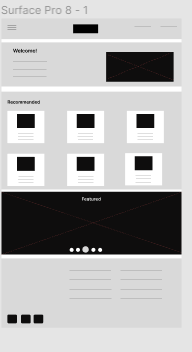 Surface Pro 8 - 1
Welcome!
Recommended
Featured